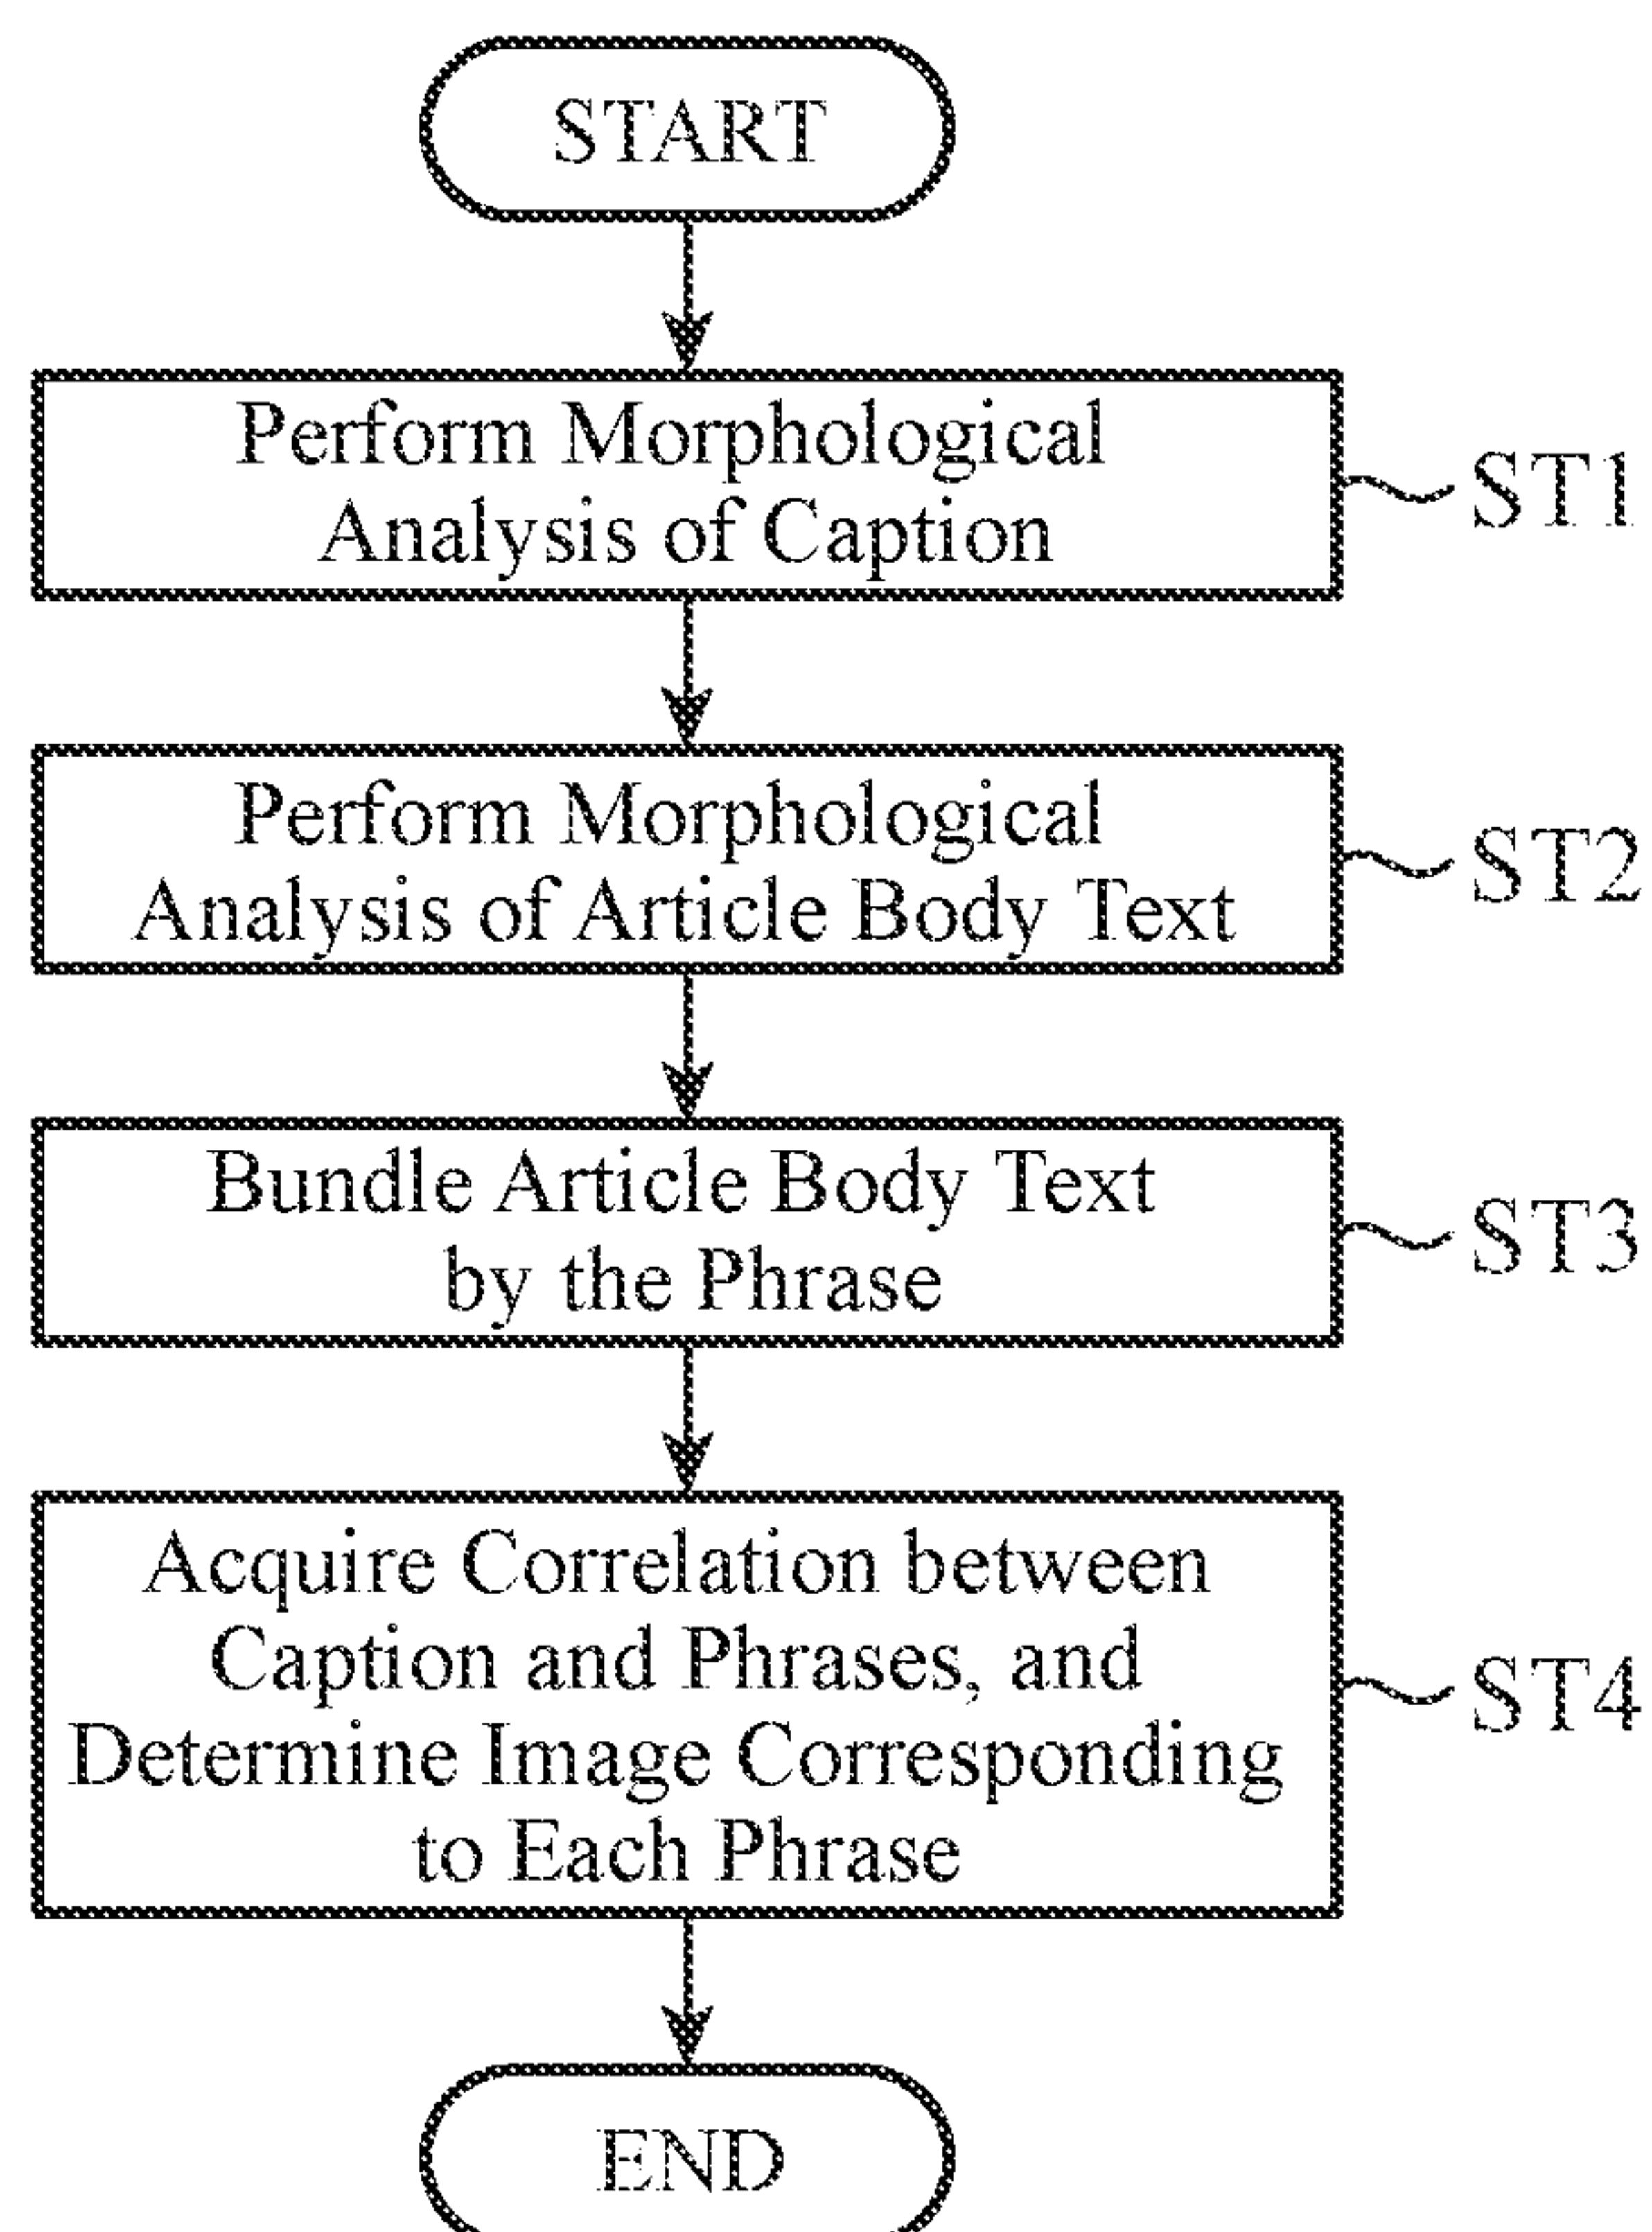 START
Perform Morphological
Analysis of Caption
ST1
Perform Morphological
Analysis of Article Body Text
ST2
Bundle Article Body Text
by the Phrase
ST3
Acquire Correlation between
Caption and Phrases, and
Determine Image Corresponding
to Each Phrase
ST4
END